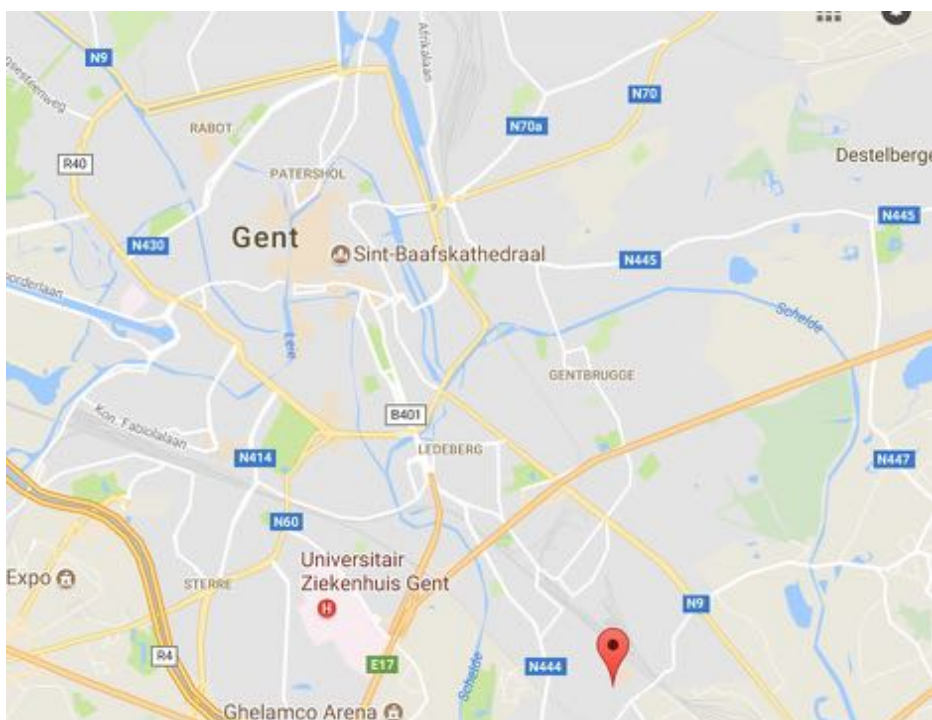 N9
Afrikalaan
N70
N70a
RABOT
R40
PATERSHOL
Destelberge
N445
N430
Gent
Sint-Baafskathedraal
N445
oorderlaan
Schelde
Leie
GENTBRUGGE
B401
Kon. Fabiolalaan
LEDEBERG
N414
N447
N60
Universitair
Ziekenhuis Gent
H
Expo
STERRE
N9
R4
E17
Schelde
N444
Ghelamco Arena